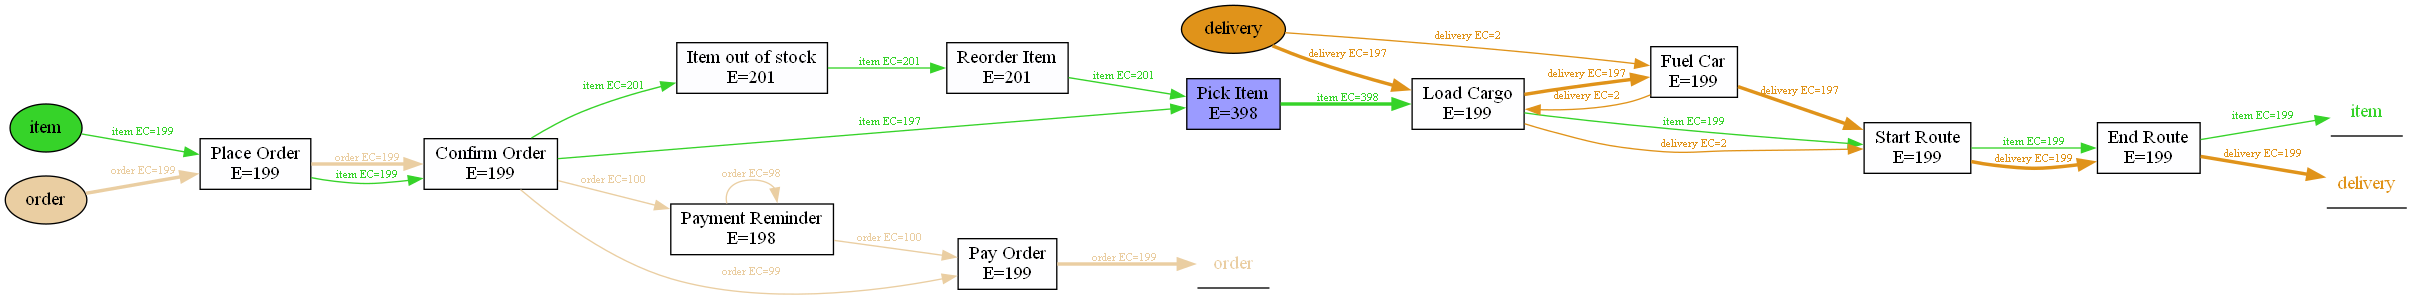 item
order
item EC=199
order EC=199
Place Order
E=199
order EC=199
item EC=199
Confirm Order
E=199
item EC=201
item EC=197
order EC=100
order EC=99
Item out of stock
E=201
item EC=201
Reorder Item
E=201
item EC=201
order EC=98
Payment Reminder
E=198
order EC=100
Pay Order
E=199
order EC=199
order
delivery
delivery EC=2
delivery EC=197
Pick Item
E=398
item EC=398
Load Cargo
E=199
delivery EC=197
delivery EC=2
item EC=199
delivery EC=2
Fuel Car
E=199
delivery EC=197
Start Route
E=199
item EC=199
delivery EC=199
End Route
E=199
item EC=199
delivery EC=199
item
delivery